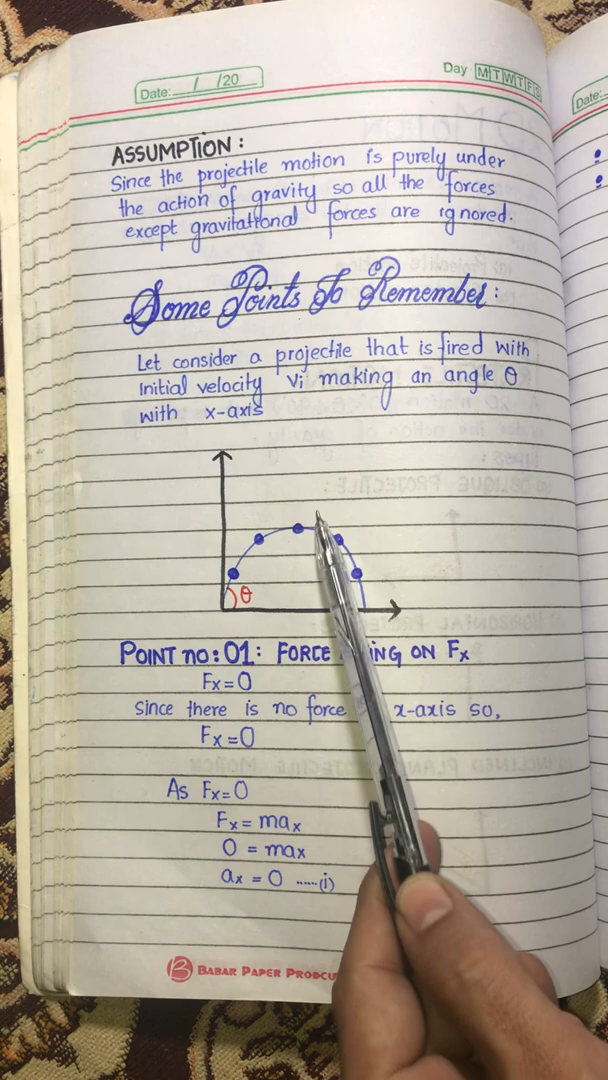 Date: / /20
Day M T W T F S
Date:
ASSUMPTION:
Since the projectile motion is purely under
the action of gravity so all the forces
except gravitational forces are ignored.
Some Points To Remember:
Let consider a projectile that is fired with
initial velocity Vi making an angle θ
with x-axis
θ
POINT no: 01: FORCE ING ON Fx
Fx=0
Since there is no force x-axis so,
Fx=0
As Fx=0
Fx = max
0 = max
ax = 0 ......(i)
BABAR PAPER PRODCU